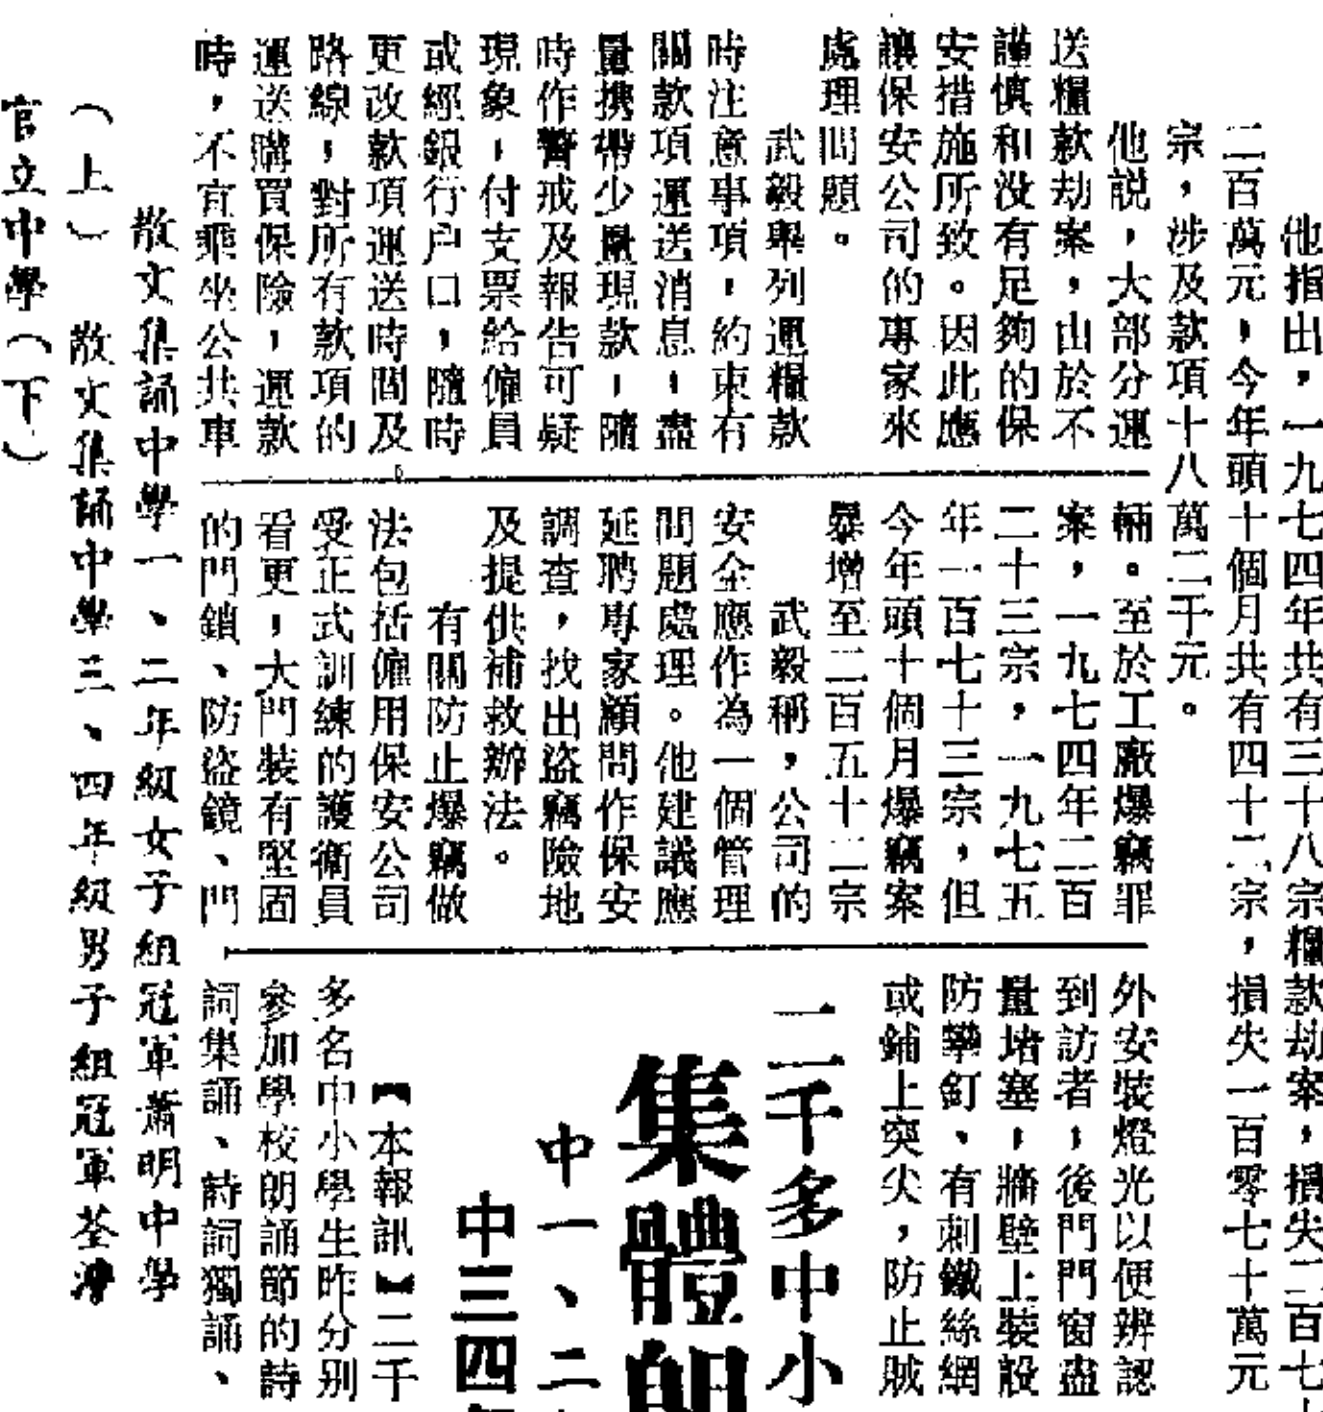 他指出，一九七四年共有三十八宗糧款劫案，損失二百七十
二百萬元，今年頭十個月共有四十二宗，損失一百零七十萬元
宗，涉及款項十八萬二千元。
他說，大部分運
送糧款劫案，由於不
謹慎和沒有足夠的保
安措施所致。因此應
讓保安公司的專家來
處理問題。
武毅舉列運糧款
時注意事項，約束有
關款項運送消息，盡
量携帶少量現款，隨
時作警戒及報告可疑
現象，付支票給僱員
或經銀行户口，隨時
更改款項運送時間及
路線，對所有款項的
運送購買保險，運款
時，不宜乘坐公共車
輛。至於工廠爆竊罪
案，一九七四年二百
二十三宗，一九七五
年一百七十三宗，但
今年頭十個月爆竊案
暴增至二百五十二宗
武毅稱，公司的
安全應作為一個管理
問題處理。他建議應
延聘專家顧問作保安
調查，找出盜竊險地
及提供補救辦法。
有關防止爆竊做
法包括僱用保安公司
受正式訓練的護衛員
看更，大門裝有堅固
的門鎖、防盜鏡、門
外安裝燈光以便辨認
到訪者，後門門窗盡
量堵塞，牆壁上裝設
防攀釘、有刺鐵絲網
或鋪上突尖，防止賊
二千多中小
集體朗
中一、二
中三四
【本報訊】二千
多名中小學生昨分别
參加學校朗誦節的詩
詞集誦、詩詞獨誦、
散文集誦中學一、二年級女子組冠軍蕭明中學
（上）　散文集誦中學三、四年級男子組冠軍荃灣
官立中學（下）